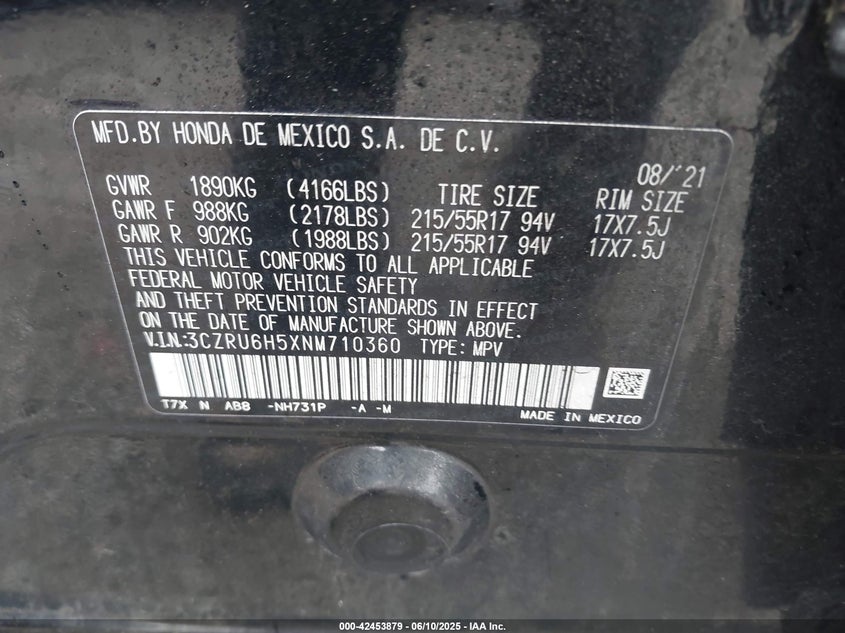 MFD.BY HONDA DE MEXICO S.A. DE C.V.
08/'21
GVWR 1890KG (4166LBS) TIRE SIZE RIM SIZE
GAWR F 988KG (2178LBS) 215/55R17 94V 17X7.5J
GAWR R 902KG (1988LBS) 215/55R17 94V 17X7.5J
THIS VEHICLE CONFORMS TO ALL APPLICABLE
FEDERAL MOTOR VEHICLE SAFETY
AND THEFT PREVENTION STANDARDS IN EFFECT
ON THE DATE OF MANUFACTURE SHOWN ABOVE.
V.I.N.:3CZRU6H5XNM710360 TYPE: MPV
T7X N AB8 -NH731P -A -M
MADE IN MEXICO
000-42453879 - 06/10/2025 - IAA Inc.